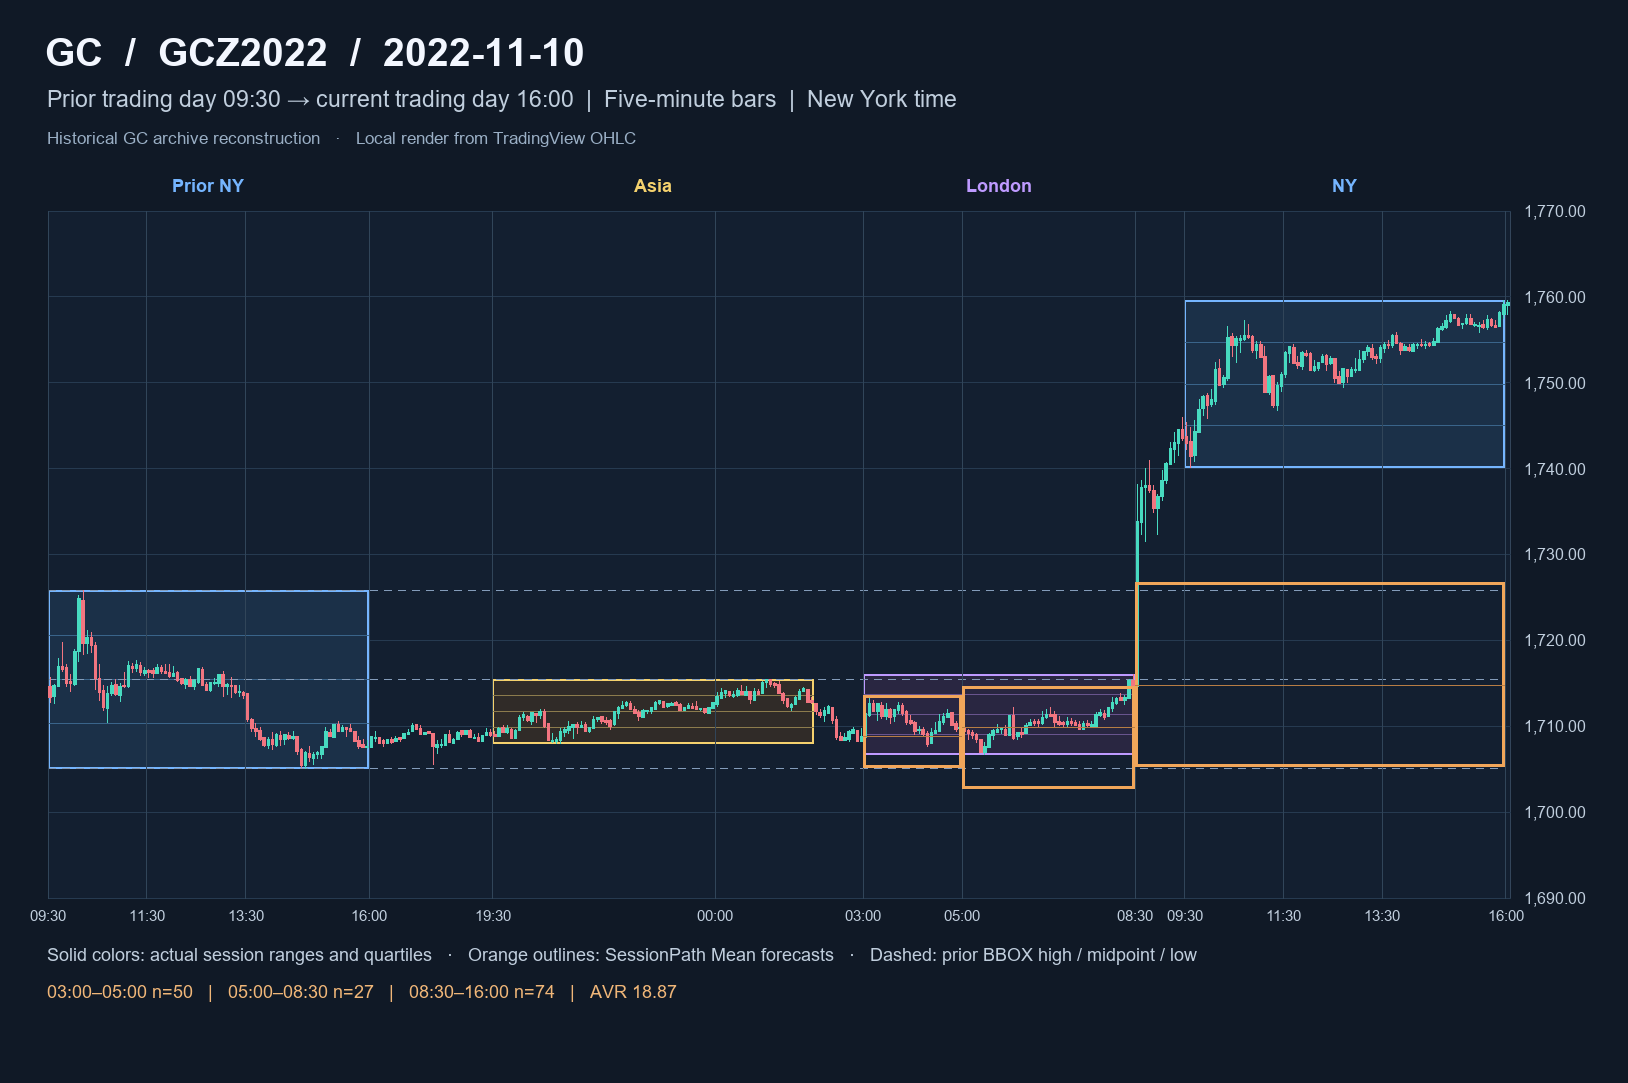 GC / GCZ2022 / 2022-11-10
Prior trading day 09:30 → current trading day 16:00 | Five-minute bars | New York time
Historical GC archive reconstruction · Local render from TradingView OHLC
Prior NY Asia London NY
1,770.00
1,760.00
1,750.00
1,740.00
1,730.00
1,720.00
1,710.00
1,700.00
1,690.00
09:30 11:30 13:30 16:00 19:30 00:00 03:00 05:00 08:30 09:30 11:30 13:30 16:00
Solid colors: actual session ranges and quartiles · Orange outlines: SessionPath Mean forecasts · Dashed: prior BBOX high / midpoint / low
03:00–05:00 n=50 | 05:00–08:30 n=27 | 08:30–16:00 n=74 | AVR 18.87